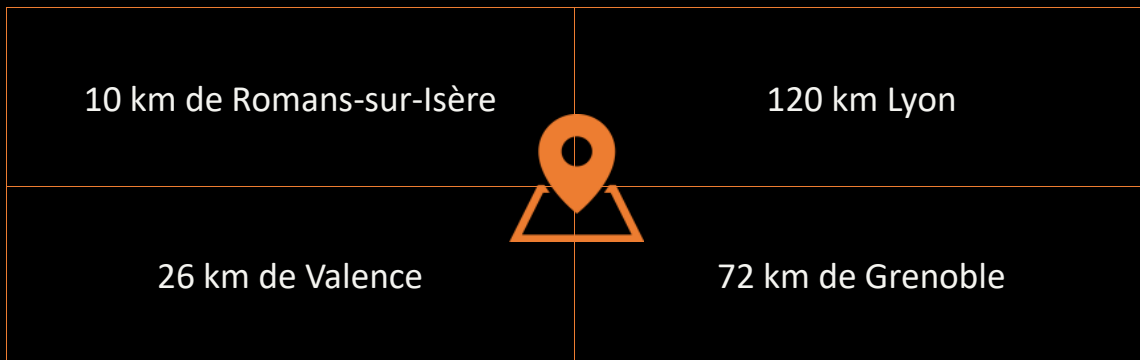 10 km de Romans-sur-Isère
120 km Lyon
26 km de Valence
72 km de Grenoble